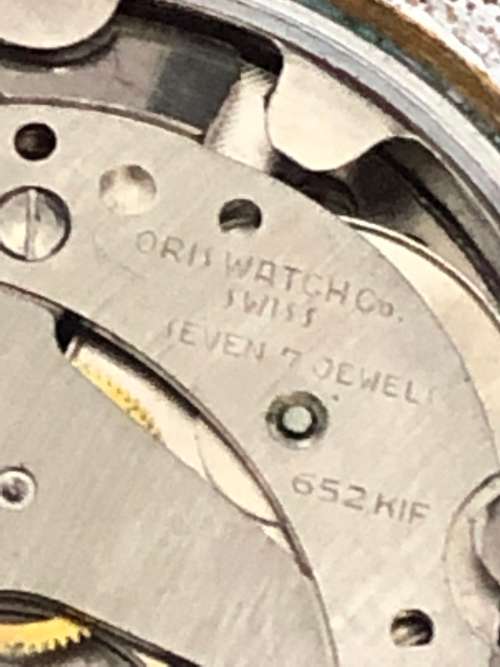 ORIS WATCH Co.
SWISS
SEVEN 7 JEWELS
652 KIF